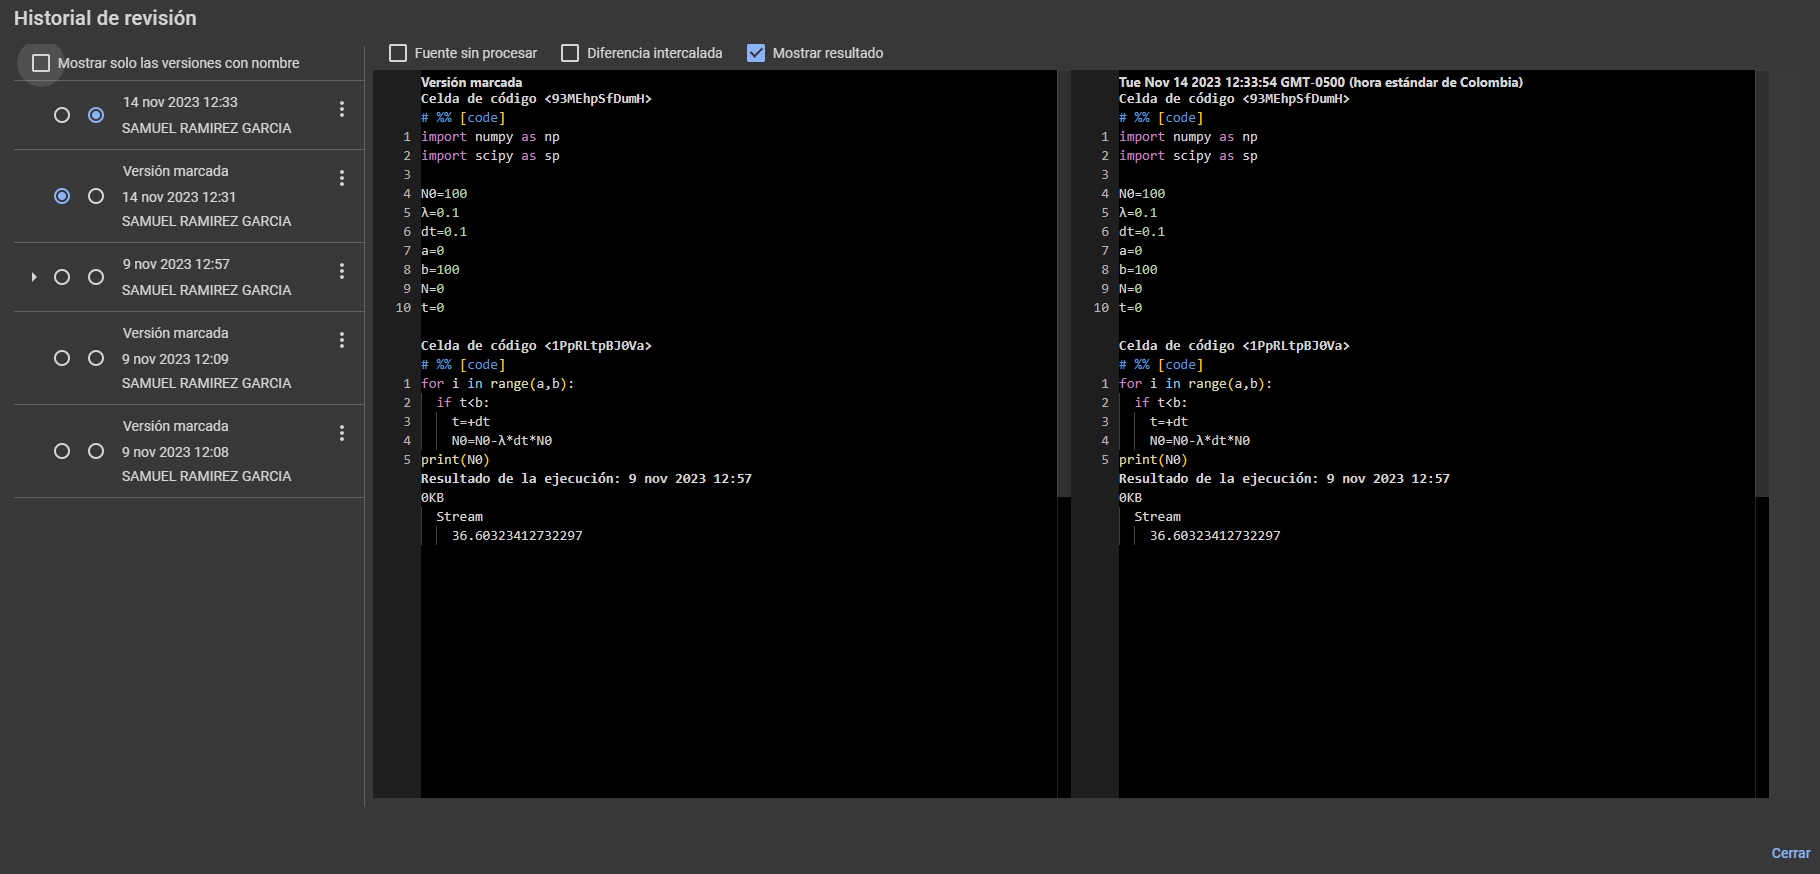 Historial de revisión
Mostrar solo las versiones con nombre
14 nov 2023 12:33
SAMUEL RAMIREZ GARCIA
Versión marcada
14 nov 2023 12:31
SAMUEL RAMIREZ GARCIA
9 nov 2023 12:57
SAMUEL RAMIREZ GARCIA
Versión marcada
9 nov 2023 12:09
SAMUEL RAMIREZ GARCIA
Versión marcada
9 nov 2023 12:08
SAMUEL RAMIREZ GARCIA
Fuente sin procesar Diferencia intercalada Mostrar resultado
Versión marcada
Celda de código <93MEhpSfDumH>
# %% [code]
1 import numpy as np
2 import scipy as sp
3
4 N0=100
5 λ=0.1
6 dt=0.1
7 a=0
8 b=100
9 N=0
10 t=0
Celda de código <1PpRLtpBJ0Va>
# %% [code]
1 for i in range(a,b):
2 if t<b:
3 t=+dt
4 N0=N0-λ*dt*N0
5 print(N0)
Resultado de la ejecución: 9 nov 2023 12:57
0KB
Stream
36.60323412732297
Tue Nov 14 2023 12:33:54 GMT-0500 (hora estándar de Colombia)
Celda de código <93MEhpSfDumH>
# %% [code]
1 import numpy as np
2 import scipy as sp
3
4 N0=100
5 λ=0.1
6 dt=0.1
7 a=0
8 b=100
9 N=0
10 t=0
Celda de código <1PpRLtpBJ0Va>
# %% [code]
1 for i in range(a,b):
2 if t<b:
3 t=+dt
4 N0=N0-λ*dt*N0
5 print(N0)
Resultado de la ejecución: 9 nov 2023 12:57
0KB
Stream
36.60323412732297
Cerrar